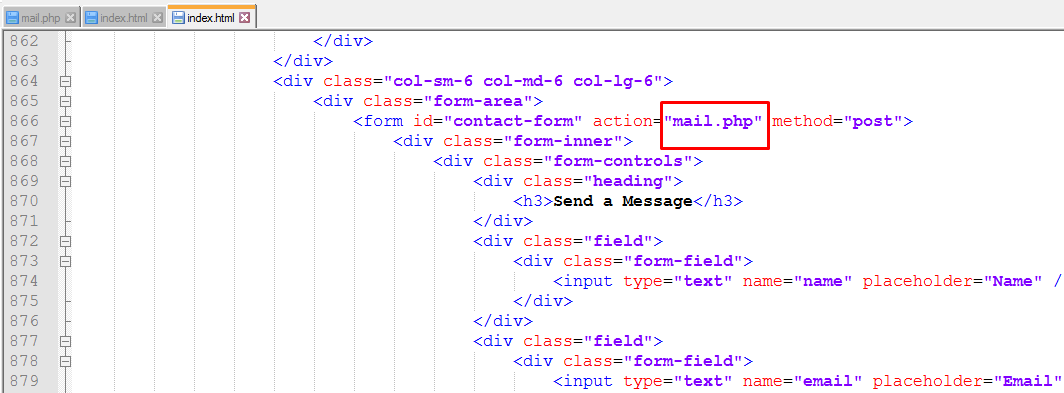 mail.php index.html index.html
862 </div>
863 </div>
864 <div class="col-sm-6 col-md-6 col-lg-6">
865 <div class="form-area">
866 <form id="contact-form" action="mail.php" method="post">
867 <div class="form-inner">
868 <div class="form-controls">
869 <div class="heading">
870 <h3>Send a Message</h3>
871 </div>
872 <div class="field">
873 <div class="form-field">
874 <input type="text" name="name" placeholder="Name" /
875 </div>
876 </div>
877 <div class="field">
878 <div class="form-field">
879 <input type="text" name="email" placeholder="Email"